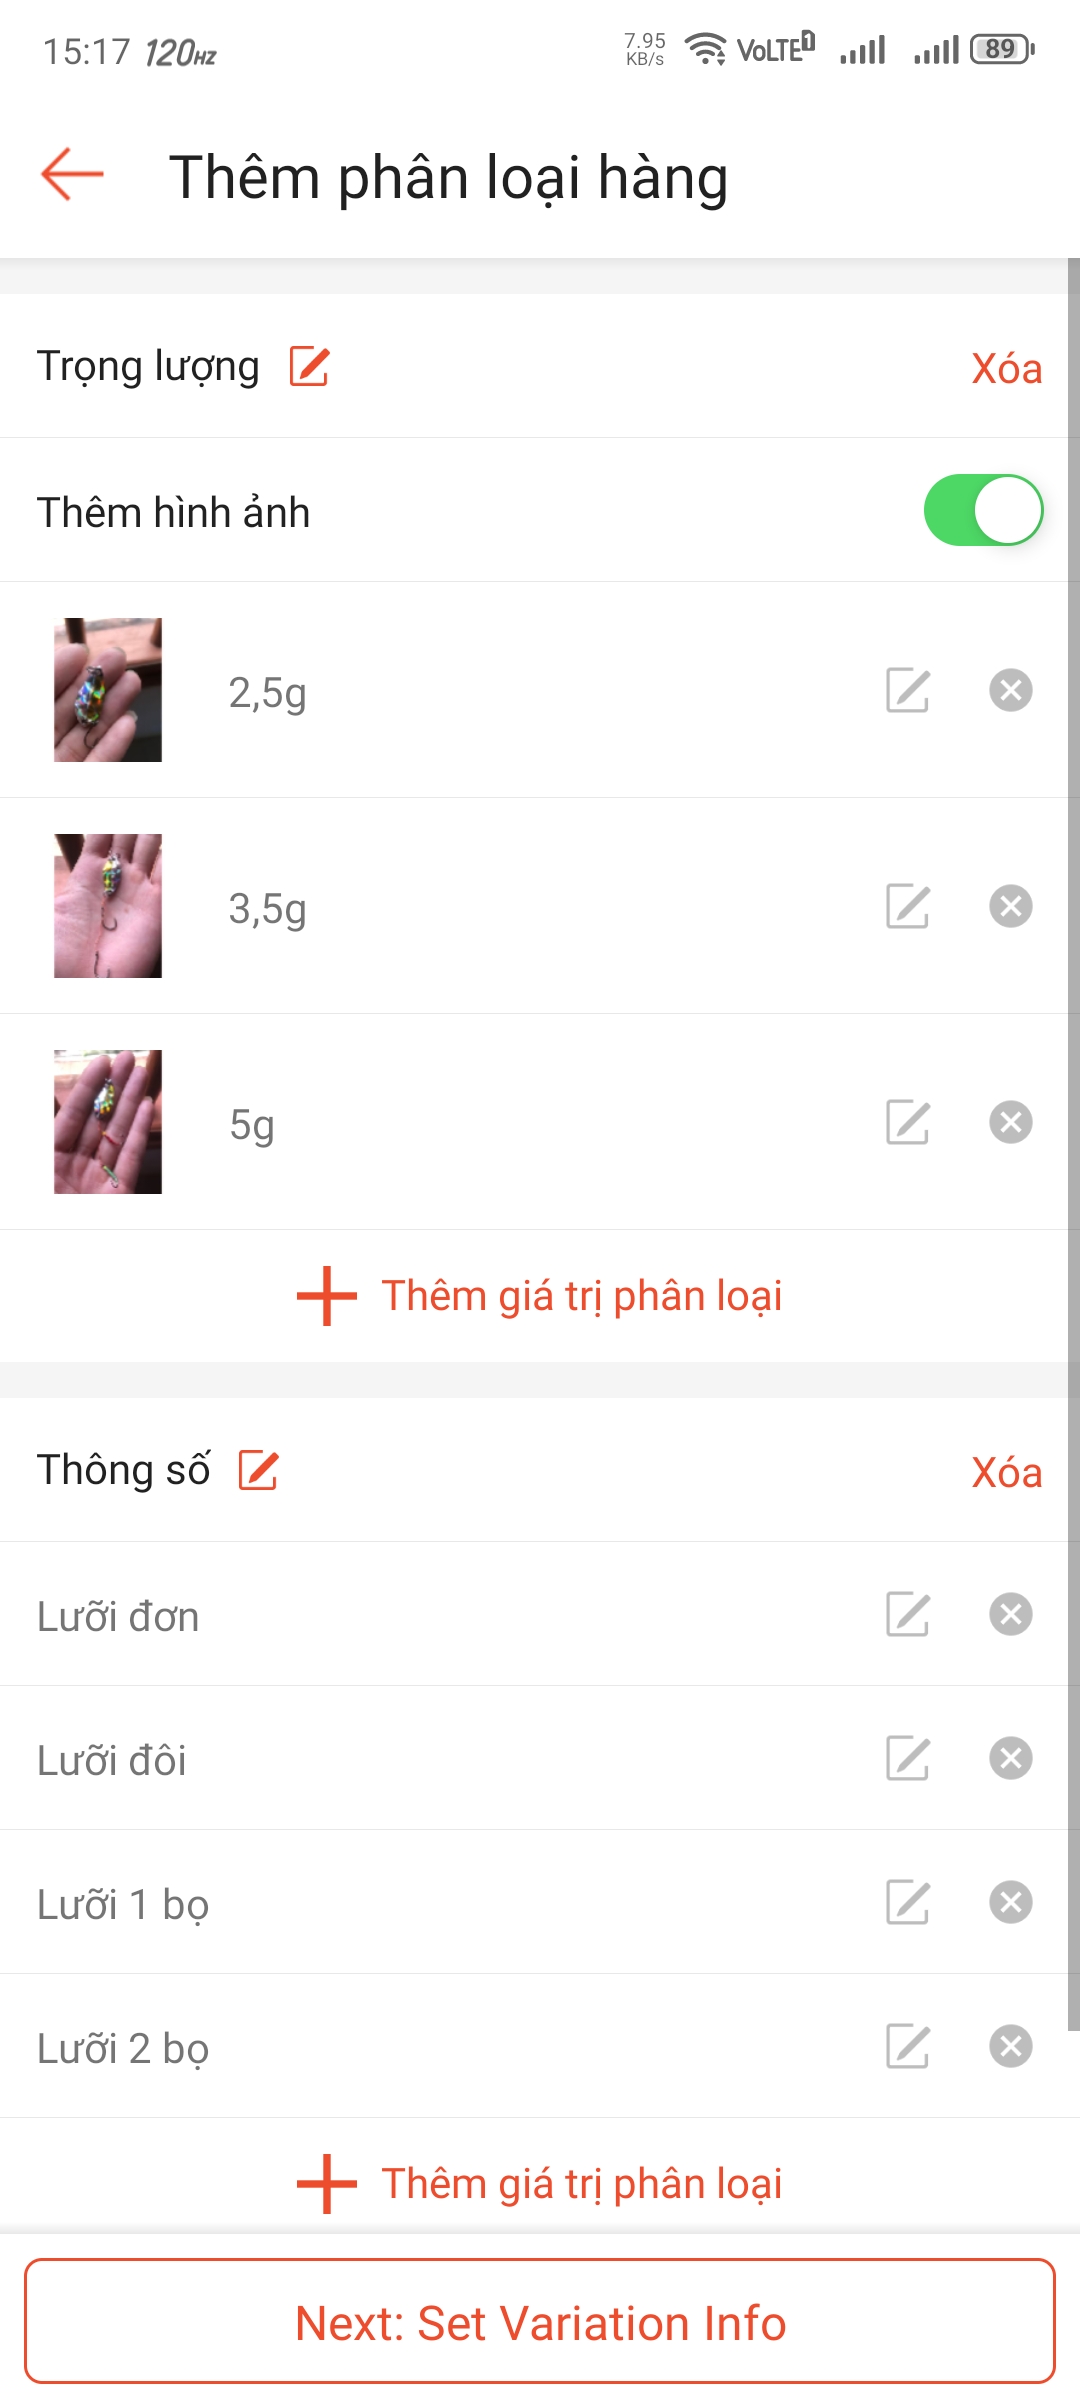 15:17 120HZ 7.95 KB/s VoLTE1 89
Thêm phân loại hàng
Trọng lượng Xóa
Thêm hình ảnh
2,5g
3,5g
5g
Thêm giá trị phân loại
Thông số Xóa
Lưỡi đơn
Lưỡi đôi
Lưỡi 1 bọ
Lưỡi 2 bọ
Thêm giá trị phân loại
Next: Set Variation Info